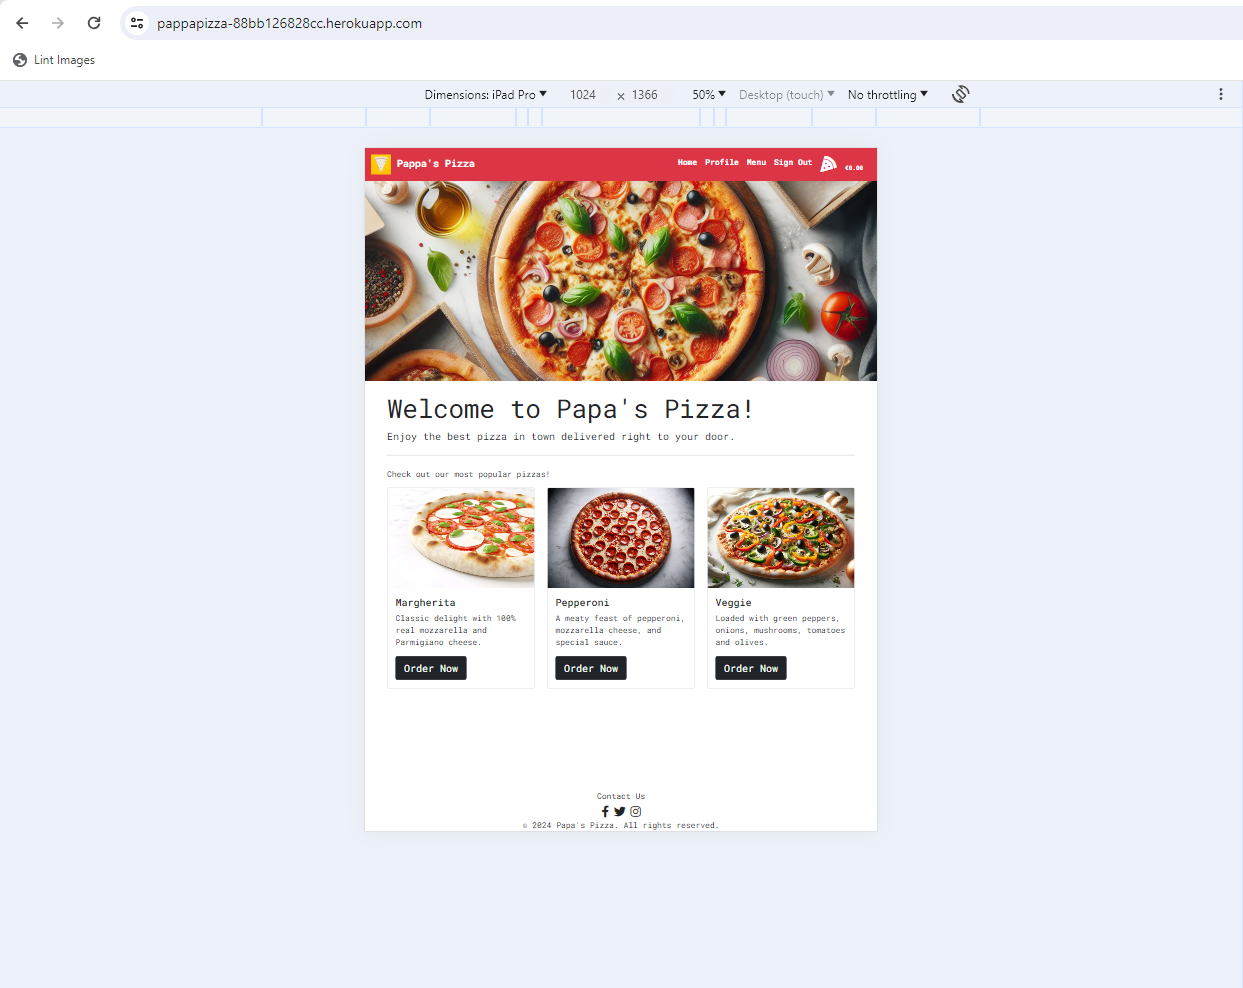 pappapizza-88bb126828cc.herokuapp.com
Lint Images
Dimensions: iPad Pro 1024 × 1366 50% Desktop (touch) No throttling
Pappa's Pizza Home Profile Menu Sign Out €0.00
Welcome to Papa's Pizza!
Enjoy the best pizza in town delivered right to your door.
Check out our most popular pizzas!
Margherita
Classic delight with 100%
real mozzarella and
Parmigiano cheese.
Order Now
Pepperoni
A meaty feast of pepperoni,
mozzarella cheese, and
special sauce.
Order Now
Veggie
Loaded with green peppers,
onions, mushrooms, tomatoes
and olives.
Order Now
Contact Us
© 2024 Papa's Pizza. All rights reserved.